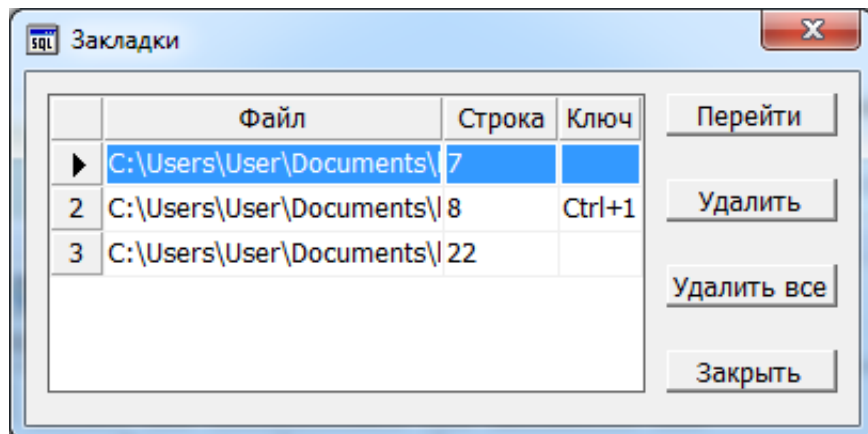 sql Закладки
Файл Строка Ключ
C:\Users\User\Documents\ 7
2 C:\Users\User\Documents\ 8 Ctrl+1
3 C:\Users\User\Documents\ 22
Перейти
Удалить
Удалить все
Закрыть